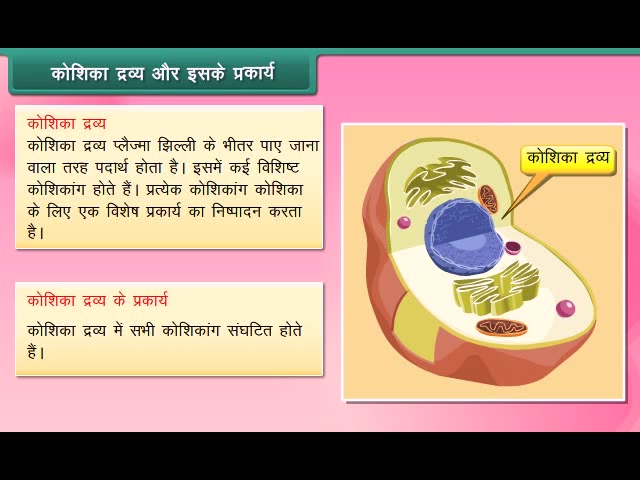 कोशिका द्रव्य और इसके प्रकार्य
कोशिका द्रव्य
कोशिका द्रव्य प्लैज्मा झिल्ली के भीतर पाए जाना
वाला तरह पदार्थ होता है। इसमें कई विशिष्ट
कोशिकांग होते हैं। प्रत्येक कोशिकांग कोशिका
के लिए एक विशेष प्रकार्य का निष्पादन करता
है।
कोशिका द्रव्य के प्रकार्य
कोशिका द्रव्य में सभी कोशिकांग संघटित होते
हैं।
कोशिका द्रव्य